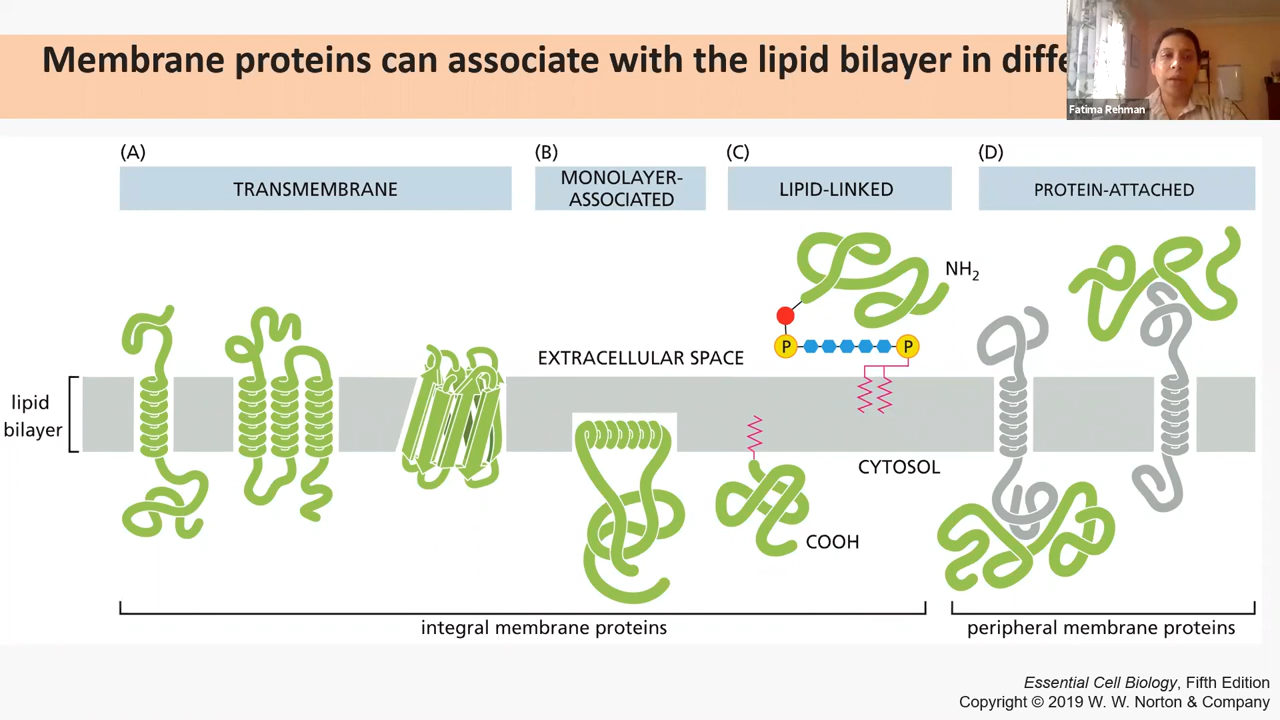 Membrane proteins can associate with the lipid bilayer in
Fatima Rehman
(A)
TRANSMEMBRANE
(B)
MONOLAYER-
ASSOCIATED
(C)
LIPID-LINKED
(D)
PROTEIN-ATTACHED
NH2
P
P
EXTRACELLULAR SPACE
lipid
bilayer
CYTOSOL
COOH
integral membrane proteins
peripheral membrane proteins
Essential Cell Biology, Fifth Edition
Copyright © 2019 W. W. Norton & Company